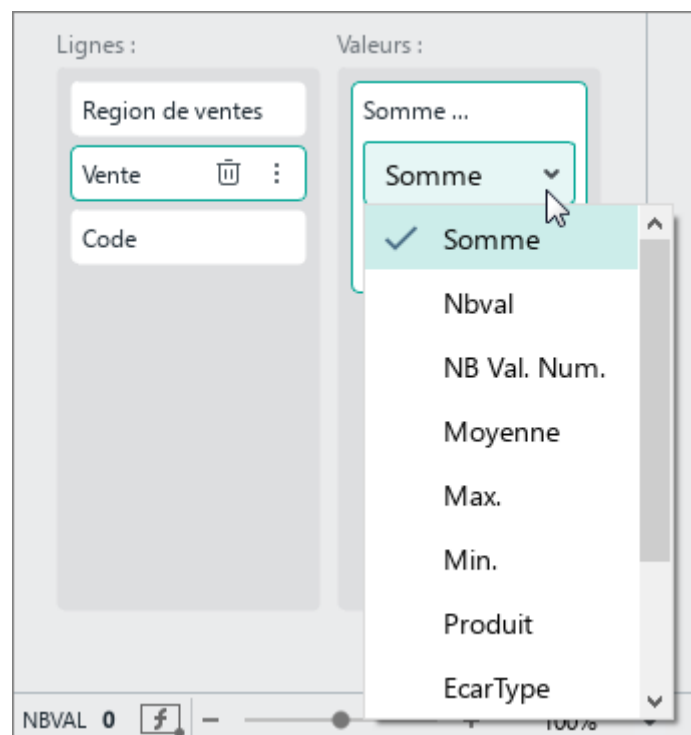 Lignes :
Valeurs :
Region de ventes
Somme ...
Vente
Somme
Code
Somme
Nbval
NB Val. Num.
Moyenne
Max.
Min.
Produit
EcarType
NBVAL 0
100%